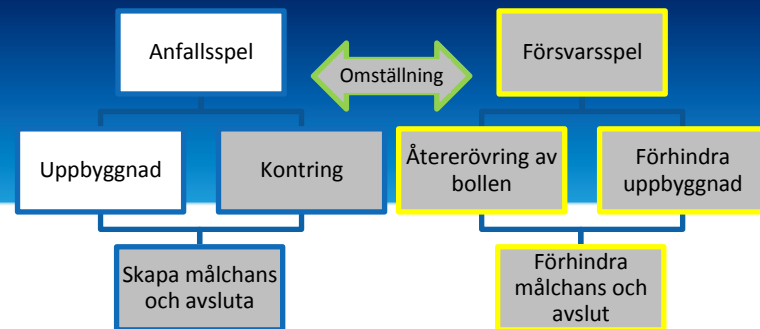 Anfallsspel
Omställning
Försvarsspel
Uppbyggnad
Kontring
Återerövring av
bollen
Förhindra
uppbyggnad
Skapa målchans
och avsluta
Förhindra
målchans och
avslut